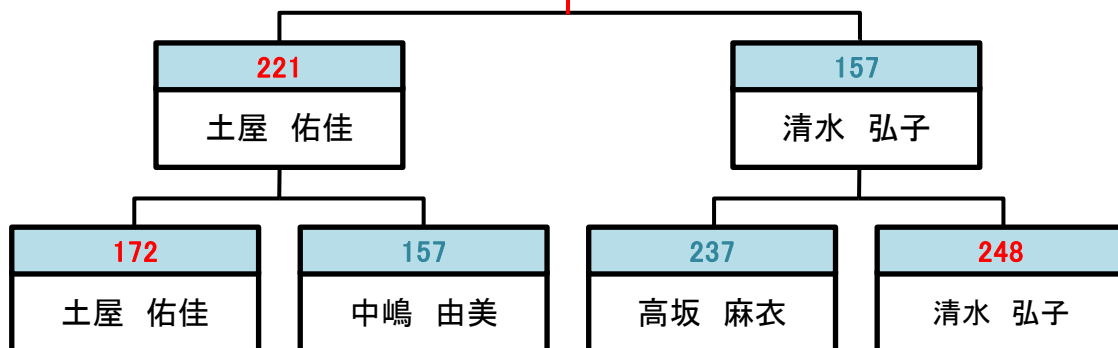 221
土屋　佑佳
157
清水　弘子
172
土屋　佑佳
157
中嶋　由美
237
高坂　麻衣
248
清水　弘子